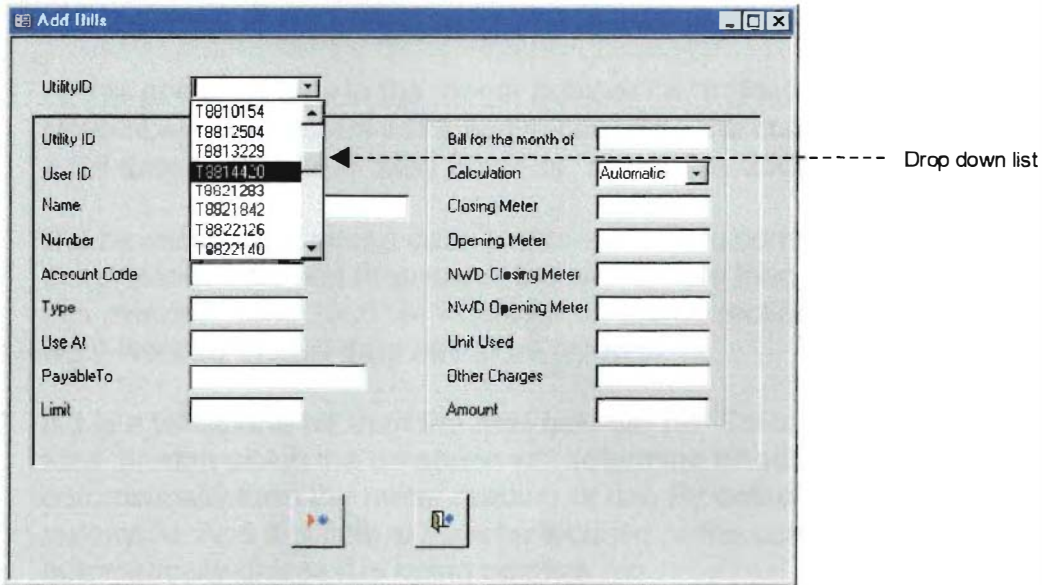 Add Bills
UtilityID
T8810154
T8812504
T8813229
T8814420
T8821283
T8821842
T8822126
T8822140
Utility ID
User ID
Name
Number
Account Code
Type
Use At
PayableTo
Limit
Bill for the month of
Calculation Automatic
Closing Meter
Opening Meter
NWD Closing Meter
NWD Opening Meter
Unit Used
Other Charges
Amount
Drop down list